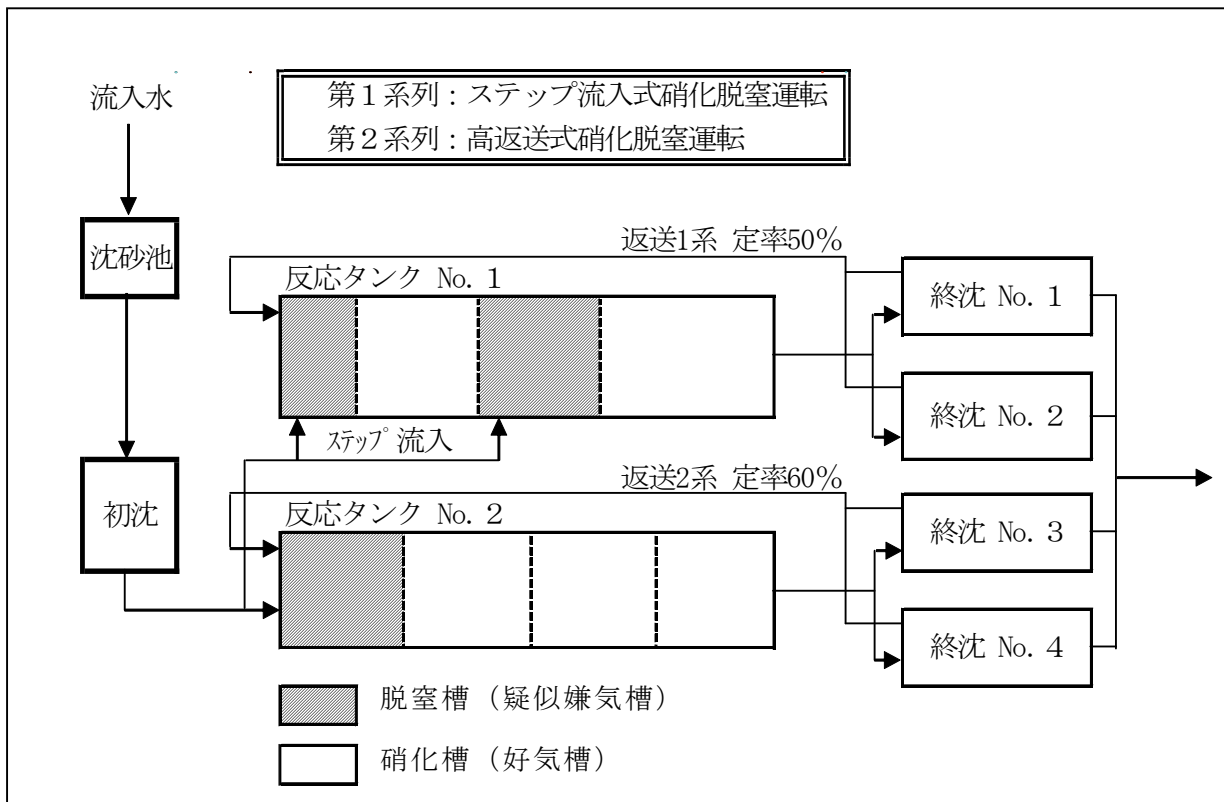 第１系列：ステップ流入式硝化脱窒運転
第２系列：高返送式硝化脱窒運転
流入水
沈砂池
初沈
返送1系 定率50％
反応タンク No. 1
ステップ 流入
返送2系 定率60％
反応タンク No. 2
終沈 No. 1
終沈 No. 2
終沈 No. 3
終沈 No. 4
脱窒槽（疑似嫌気槽）
硝化槽（好気槽）